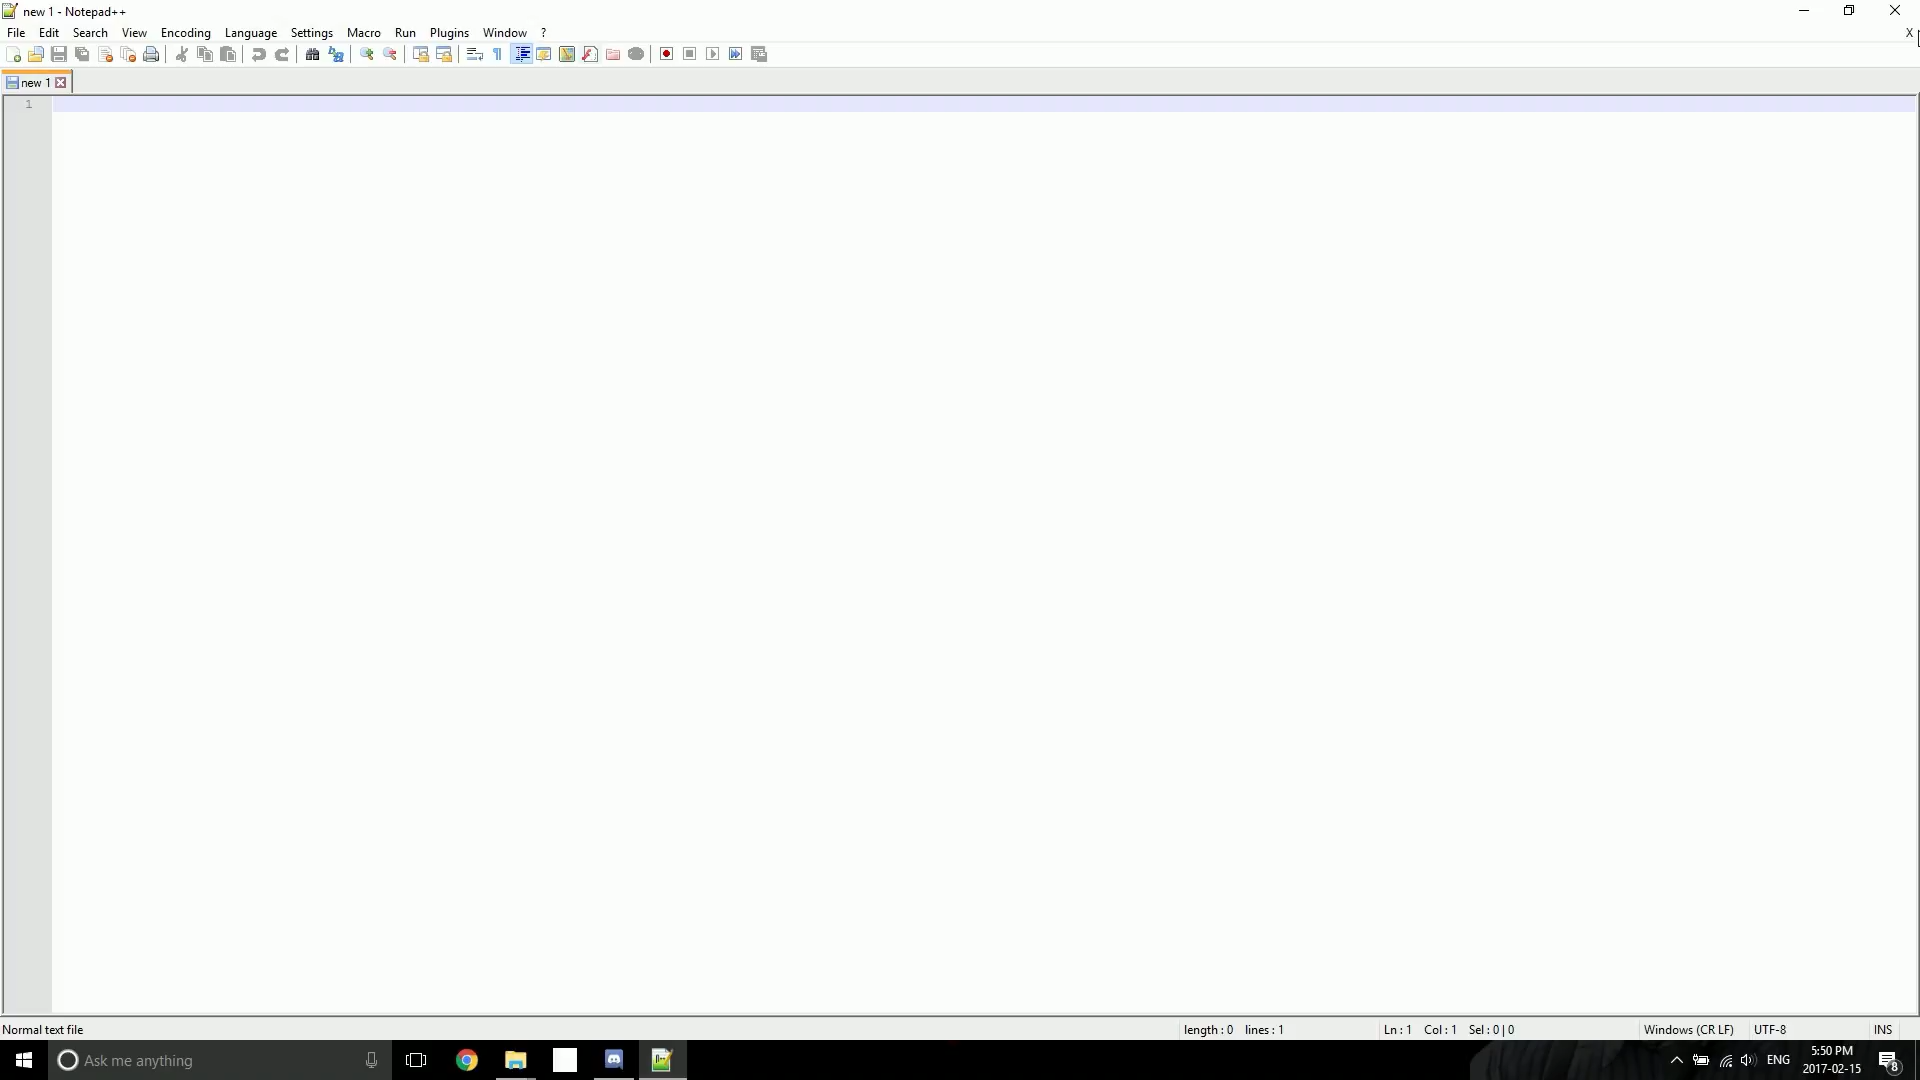 new 1 - Notepad++
File Edit Search View Encoding Language Settings Macro Run Plugins Window ?
X
new 1
1
Normal text file length : 0 lines : 1 Ln : 1 Col : 1 Sel : 0 | 0 Windows (CR LF) UTF-8 INS
Ask me anything ENG 5:50 PM
2017-02-15
8